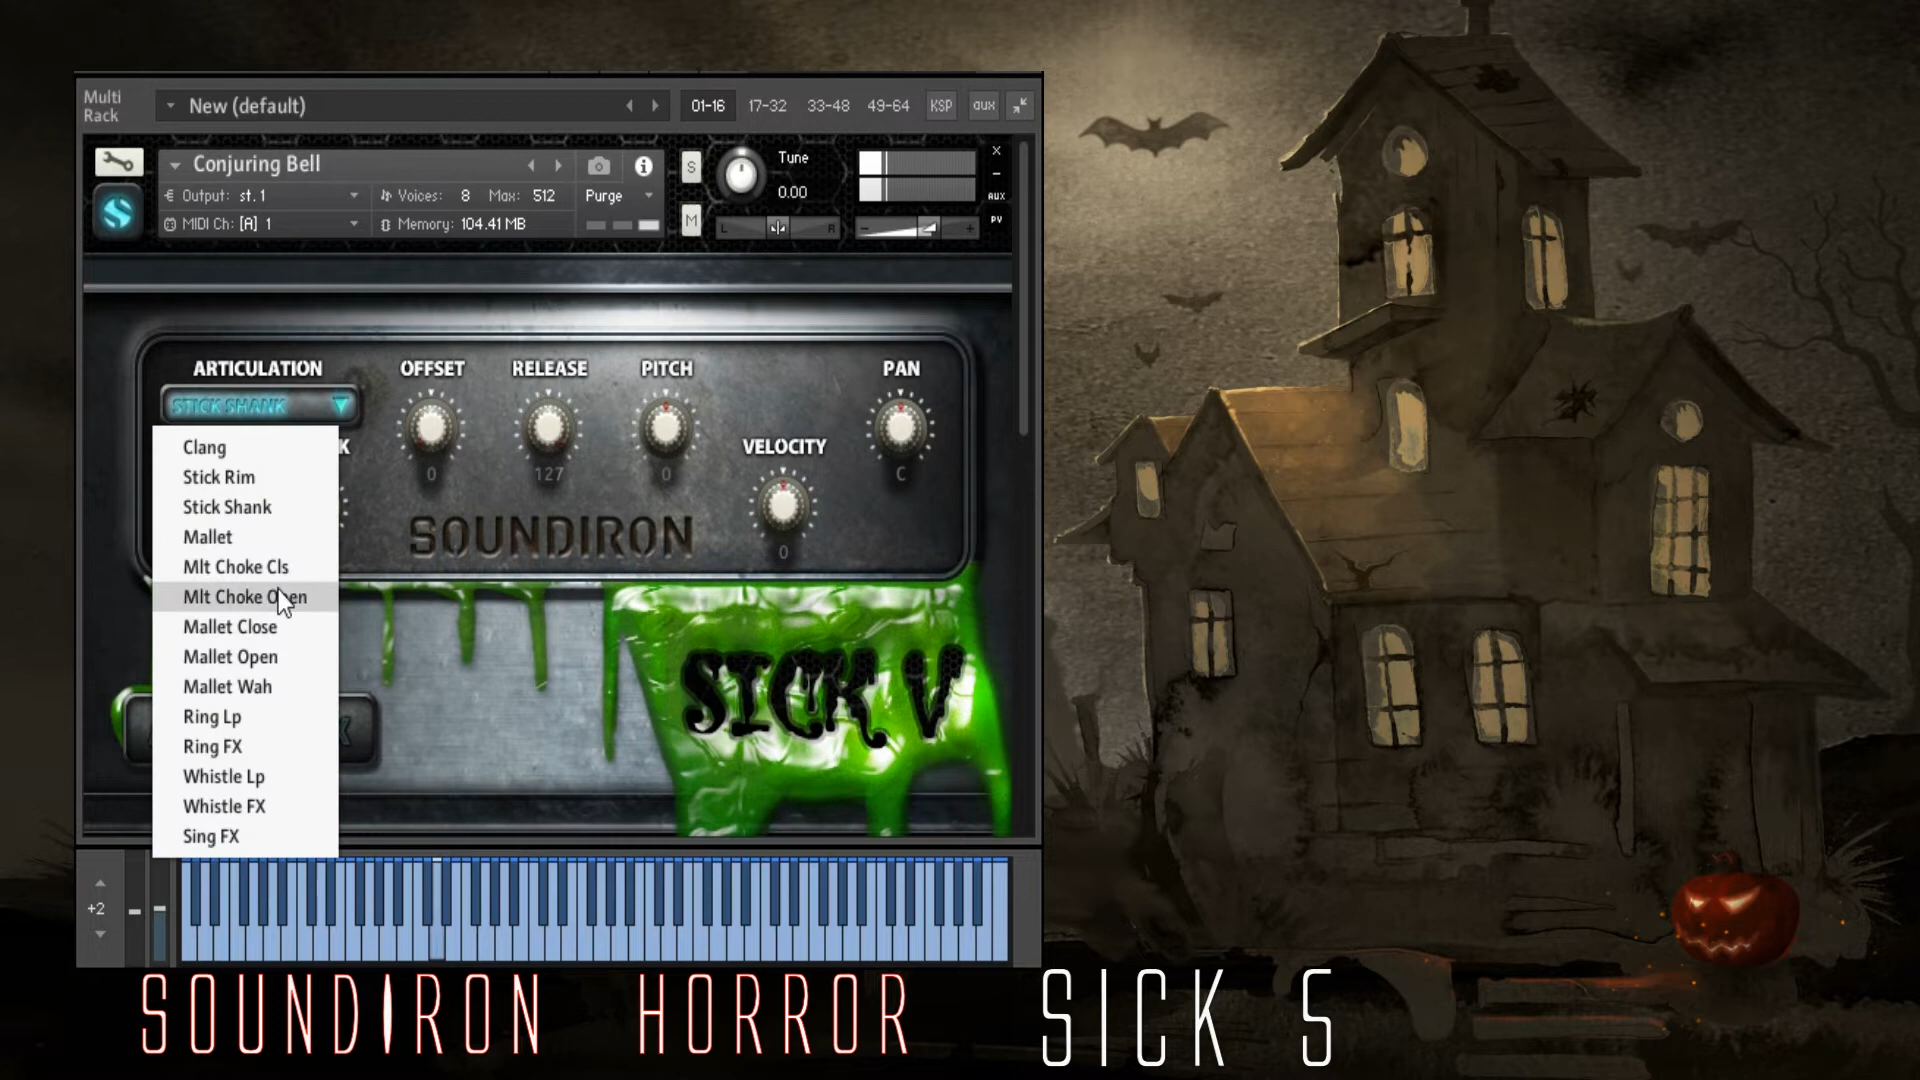 Multi Rack
New (default)
01-16 17-32 33-48 49-64 KSP aux
Conjuring Bell
S
Tune
0.00
X
AUX
PV
Output: st. 1
Voices: 8 Max: 512
Purge
MIDI Ch: [A] 1
Memory: 104.41 MB
M
L R
- +
ARTICULATION OFFSET RELEASE PITCH PAN
STICK SHANK
K
VELOCITY
0 127 0 C
0
SOUNDIRON
Clang
Stick Rim
Stick Shank
Mallet
Mlt Choke Cls
Mlt Choke Open
Mallet Close
Mallet Open
Mallet Wah
Ring Lp
Ring FX
Whistle Lp
Whistle FX
Sing FX
SICK V
+2
SOUNDIRON HORROR SICK 5